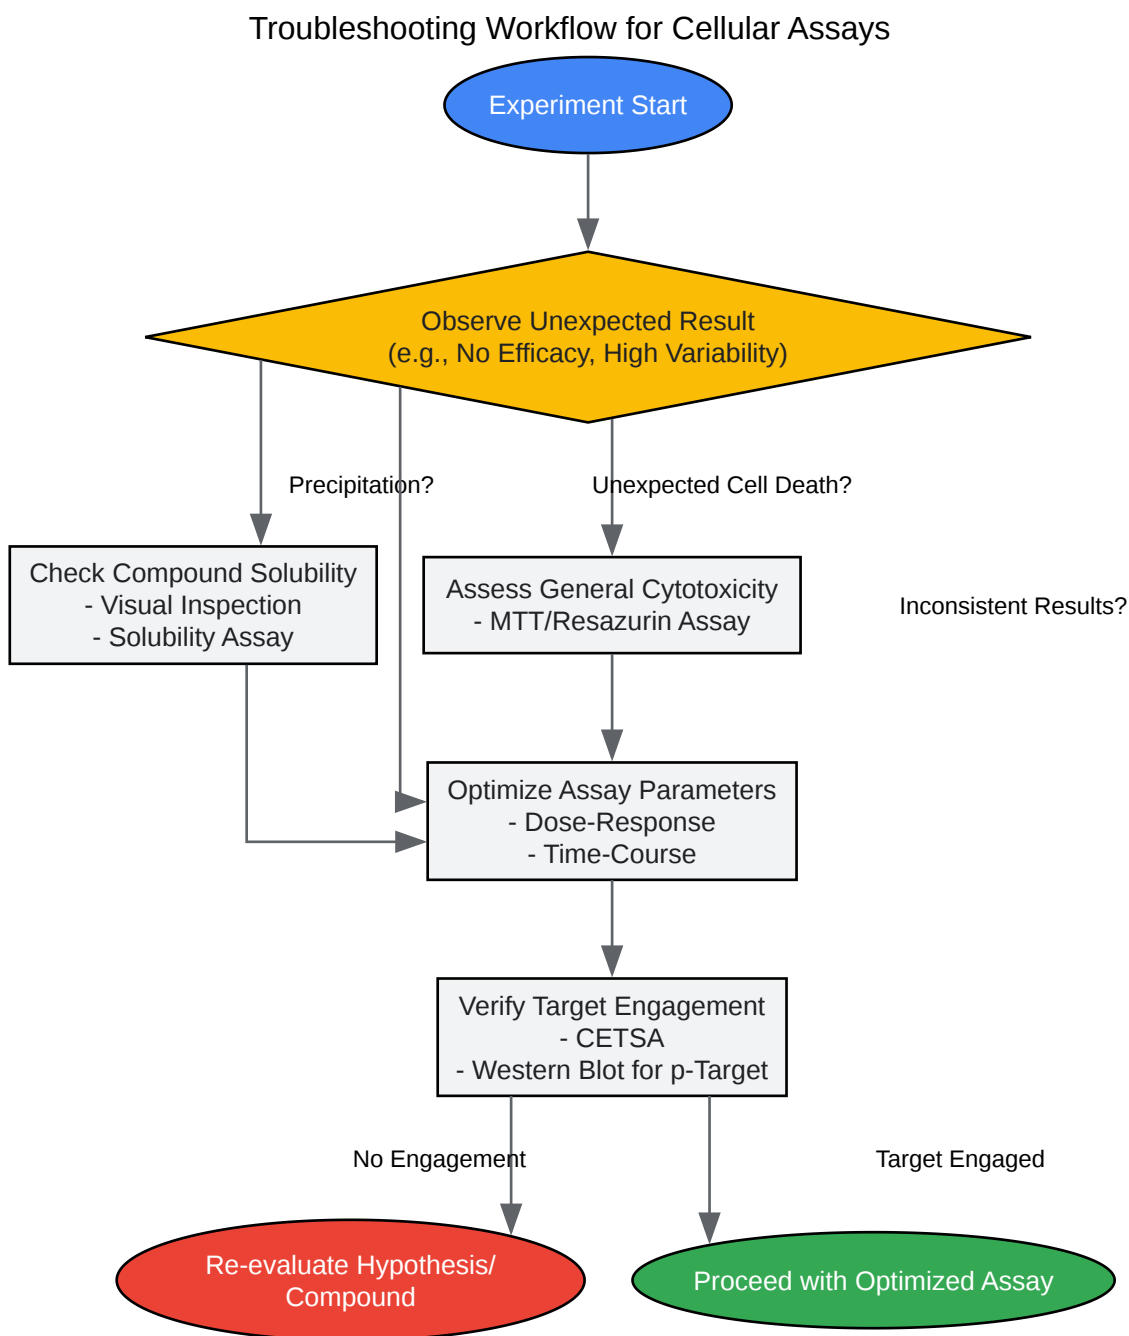 Troubleshooting Workflow for Cellular Assays
Experiment Start
Observe Unexpected Result
(e.g., No Efficacy, High Variability)
Precipitation?
Unexpected Cell Death?
Check Compound Solubility
- Visual Inspection
- Solubility Assay
Assess General Cytotoxicity
- MTT/Resazurin Assay
Inconsistent Results?
Optimize Assay Parameters
- Dose-Response
- Time-Course
Verify Target Engagement
- CETSA
- Western Blot for p-Target
No Engagement
Target Engaged
Re-evaluate Hypothesis/
Compound
Proceed with Optimized Assay